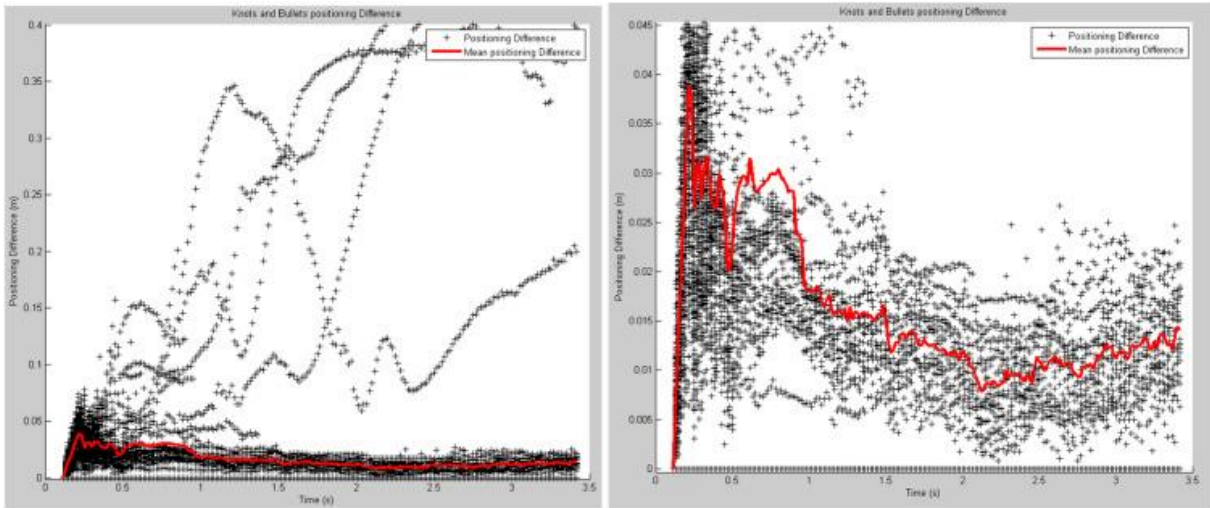 Knots and Bullets positioning Difference
Positioning Difference
Mean positioning Difference
0.4
0.35
0.3
0.25
0.2
0.15
0.1
0.05
0
Positioning Difference (m)
0 0.5 1 1.5 2 2.5 3 3.5
Time (s)
Knots and Bullets positioning Difference
Positioning Difference
Mean positioning Difference
0.045
0.04
0.035
0.03
0.025
0.02
0.015
0.01
0.005
0
Positioning Difference (m)
0 0.5 1 1.5 2 2.5 3 3.5
Time (s)